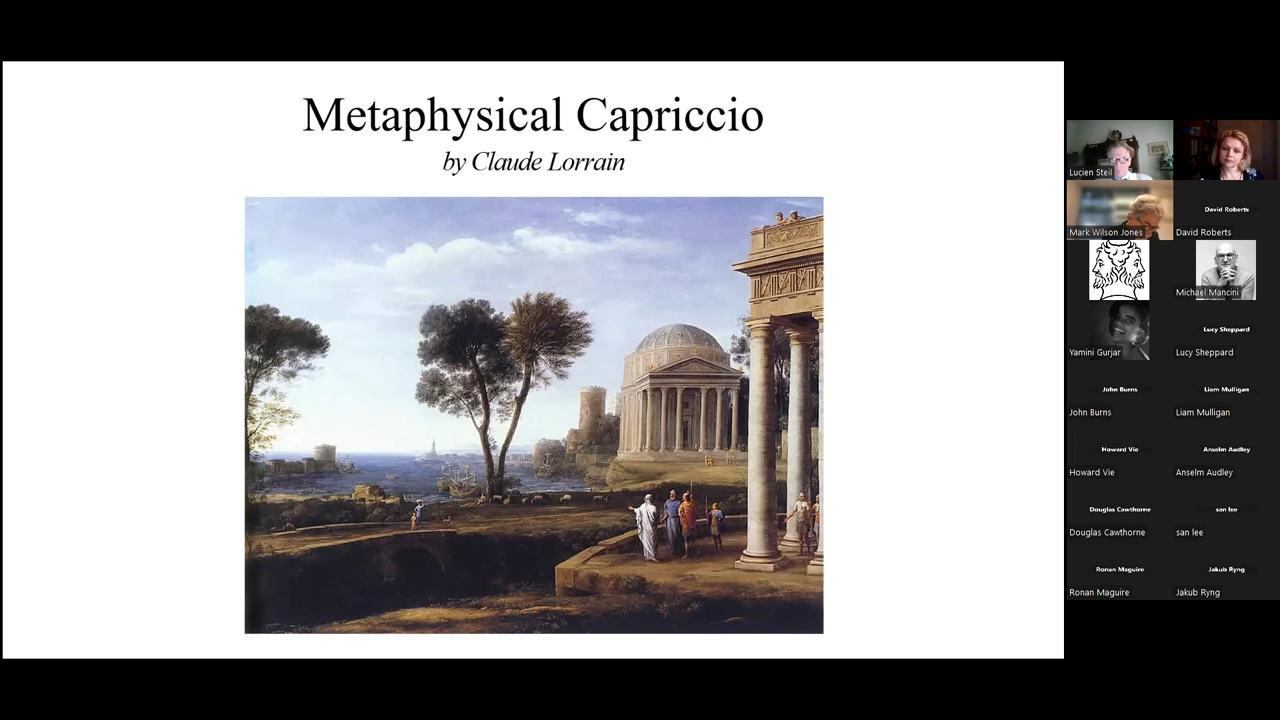 Metaphysical Capriccio
by Claude Lorrain
Lucien Steil
David Roberts
Mark Wilson Jones
David Roberts
Michael Mancini
Lucy Sheppard
Yamini Gurjar
Lucy Sheppard
John Burns
Liam Mulligan
John Burns
Liam Mulligan
Howard Vie
Anselm Audley
Howard Vie
Anselm Audley
Douglas Cawthorne
san lee
Douglas Cawthorne
san lee
Ronan Maguire
Jakub Ryng
Ronan Maguire
Jakub Ryng